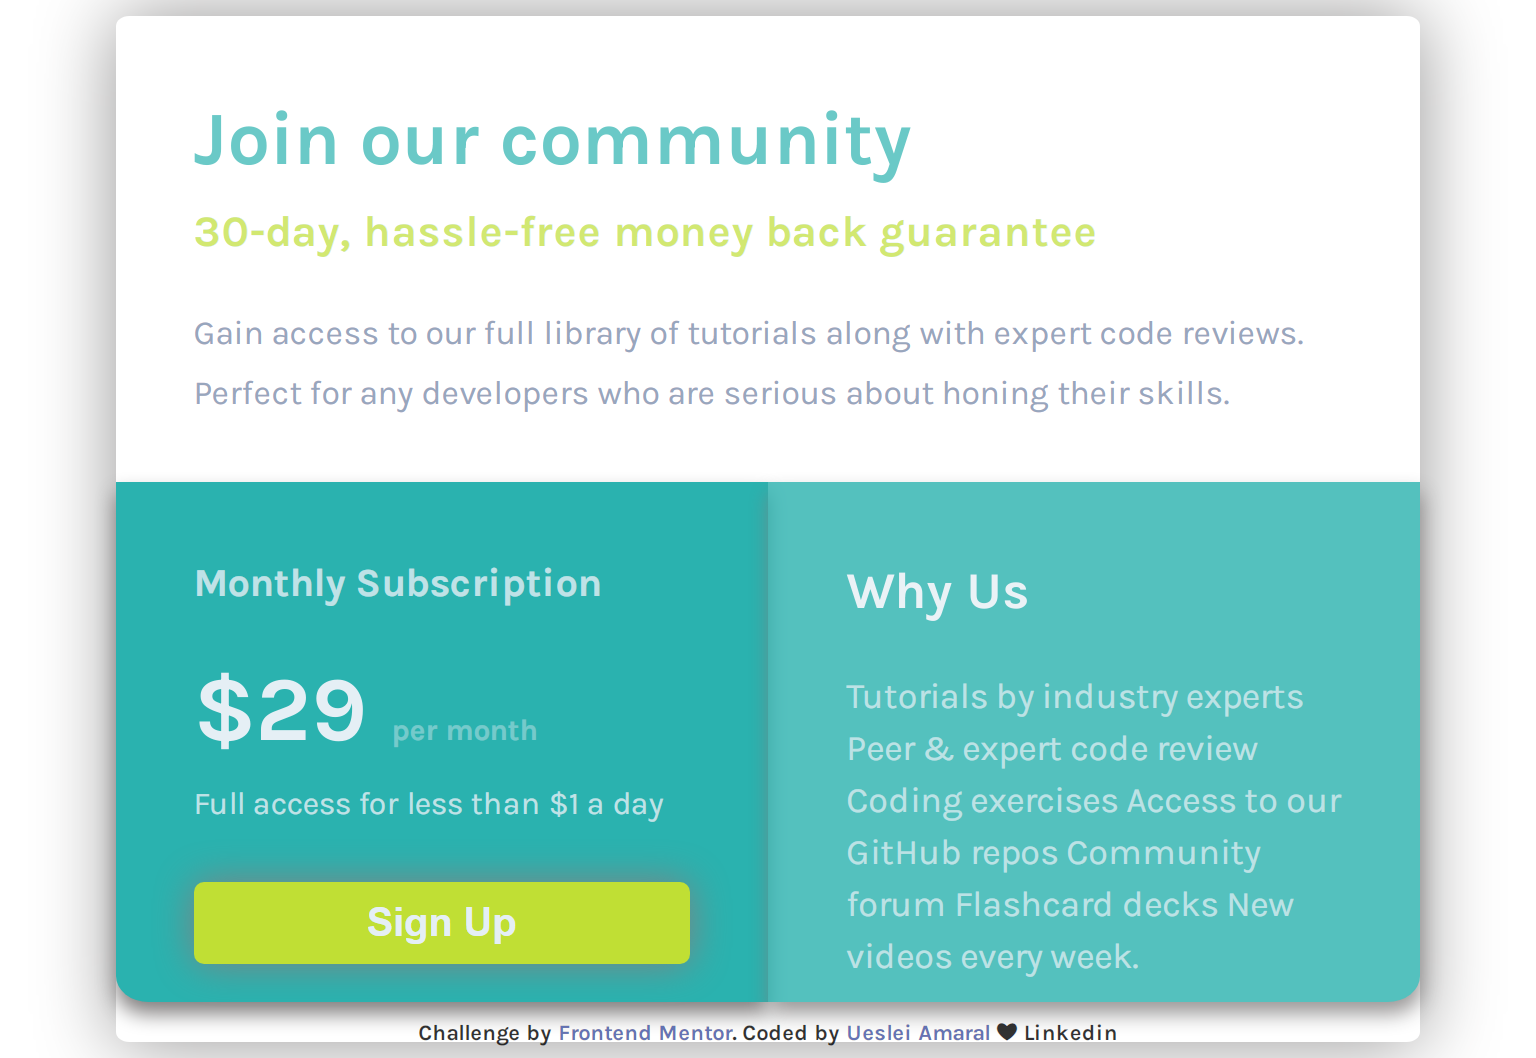 Join our community
30-day, hassle-free money back guarantee
Gain access to our full library of tutorials along with expert code reviews.
Perfect for any developers who are serious about honing their skills.
Monthly Subscription
$29 per month
Full access for less than $1 a day
Sign Up
Why Us
Tutorials by industry experts
Peer & expert code review
Coding exercises Access to our
GitHub repos Community
forum Flashcard decks New
videos every week.
Challenge by Frontend Mentor. Coded by Ueslei Amaral 🖤 Linkedin